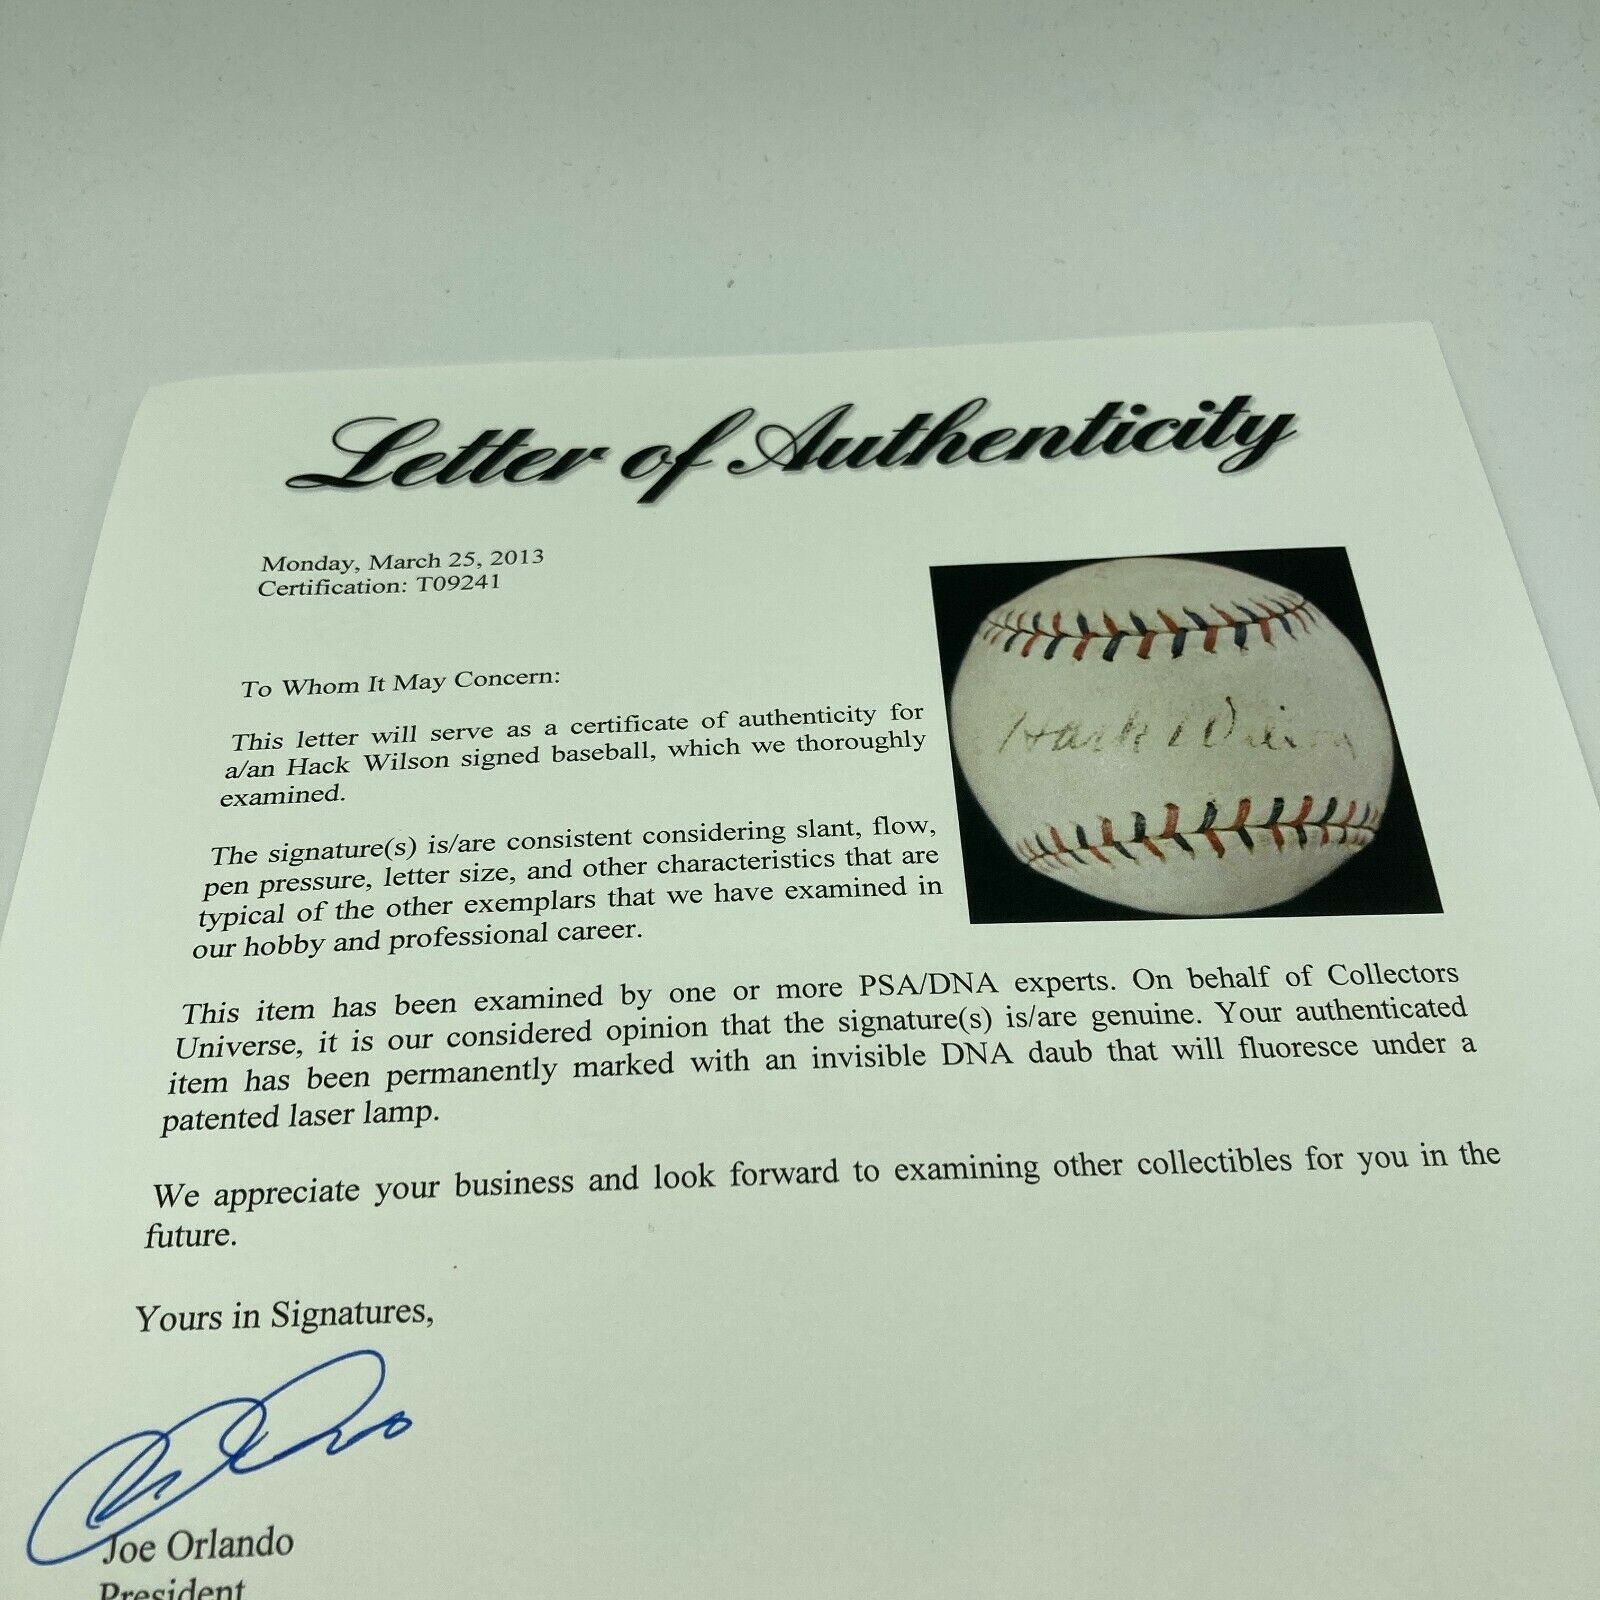 Letter of Authenticity
Monday, March 25, 2013
Certification: T09241
To Whom It May Concern:
This letter will serve as a certificate of authenticity for
a/an Hack Wilson signed baseball, which we thoroughly
examined.
Hack Wilson
The signature(s) is/are consistent considering slant, flow,
pen pressure, letter size, and other characteristics that are
typical of the other exemplars that we have examined in
our hobby and professional career.
This item has been examined by one or more PSA/DNA experts. On behalf of Collectors
Universe, it is our considered opinion that the signature(s) is/are genuine. Your authenticated
item has been permanently marked with an invisible DNA daub that will fluoresce under a
patented laser lamp.
We appreciate your business and look forward to examining other collectibles for you in the
future.
Yours in Signatures,
Joe Orlando
President